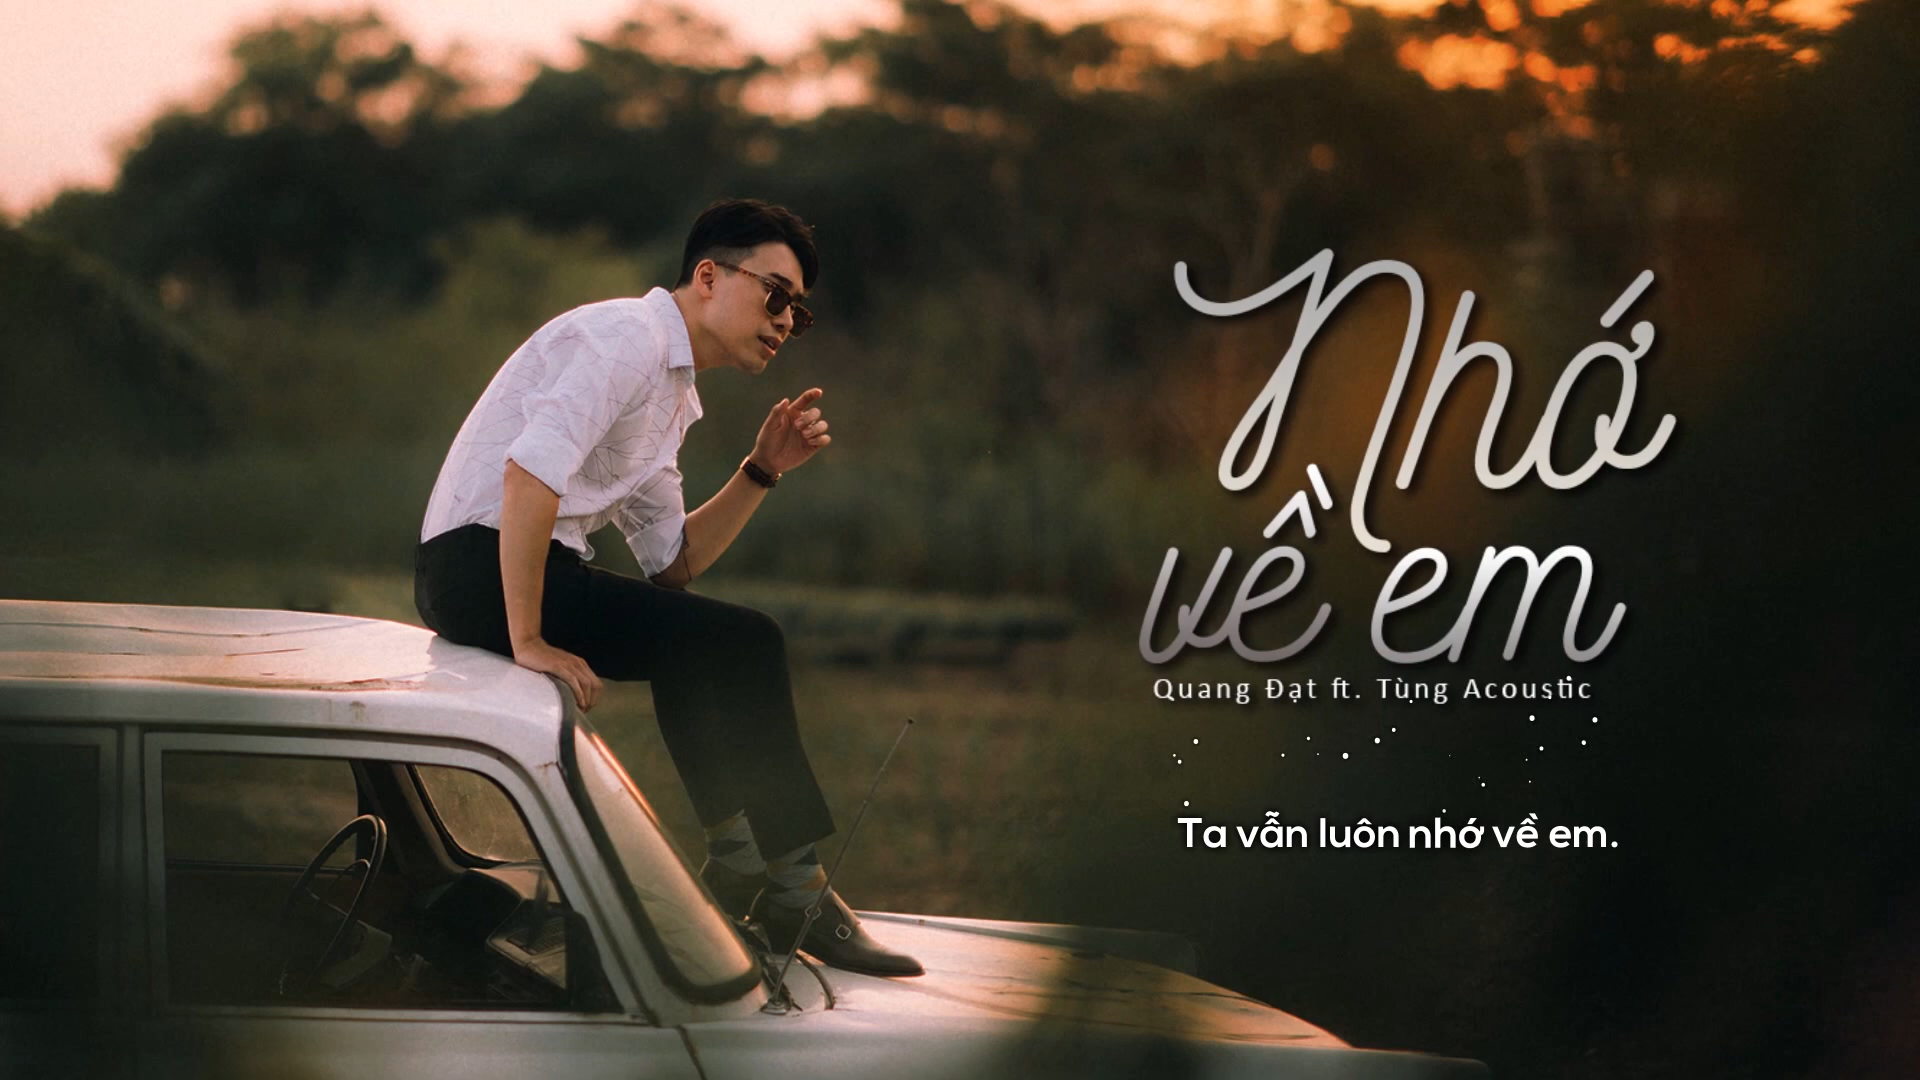 Nhớ
về em
Quang Đạt ft. Tùng Acoustic
Ta vẫn luôn nhớ về em.